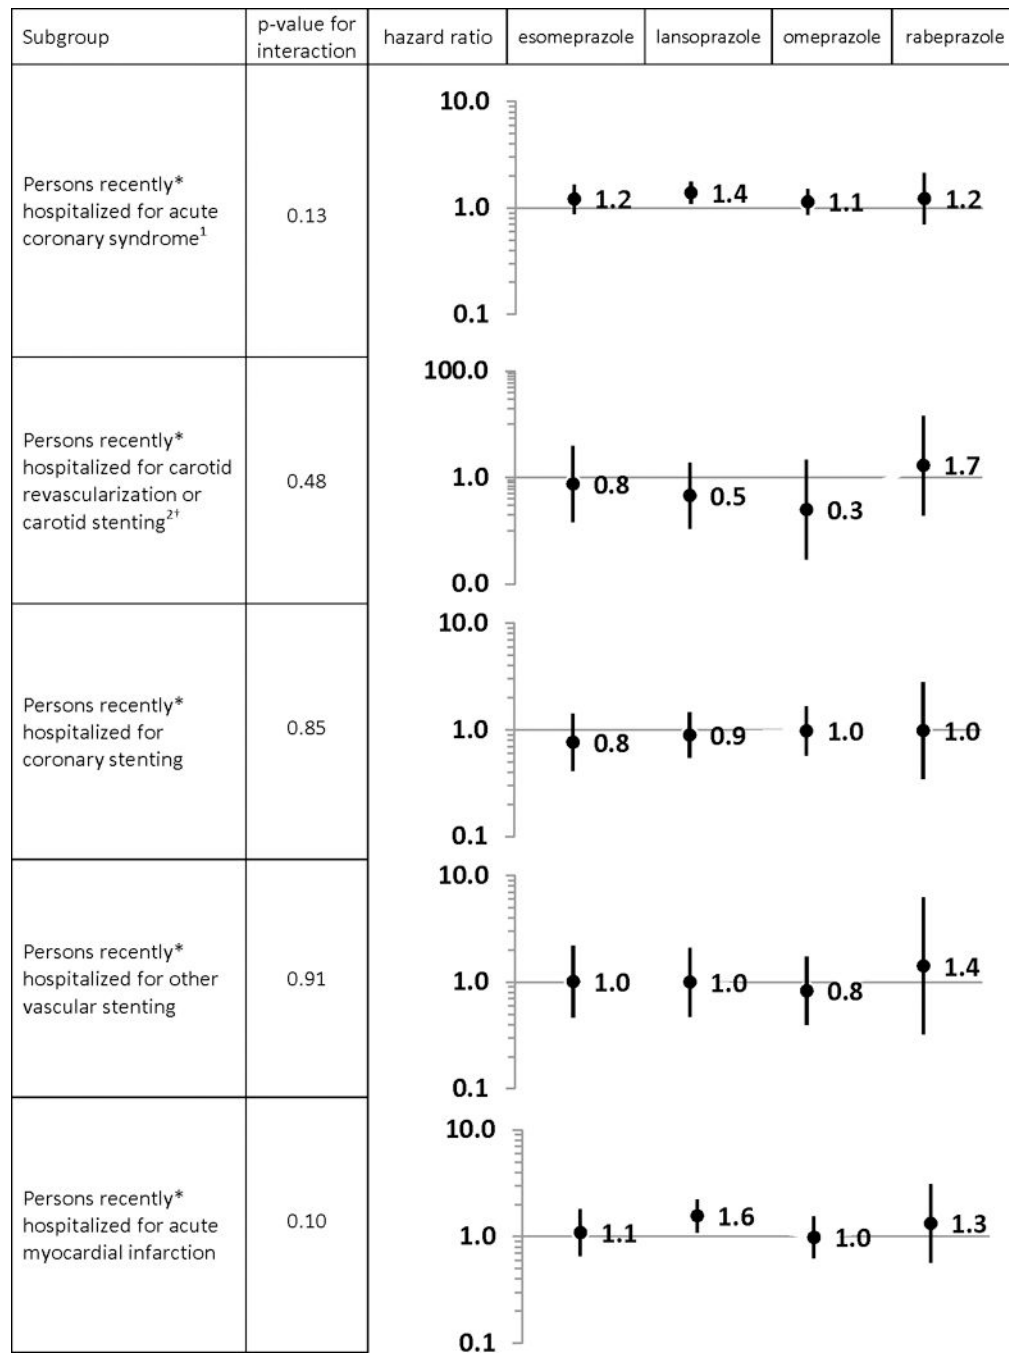 Subgroup
p-value for
interaction
hazard ratio
esomeprazole
lansoprazole
omeprazole
rabeprazole
Persons recently*
hospitalized for acute
coronary syndrome¹
0.13
10.0
1.0
0.1
1.2
1.4
1.1
1.2
Persons recently*
hospitalized for carotid
revascularization or
carotid stenting²†
0.48
100.0
1.0
0.0
0.8
0.5
0.3
1.7
Persons recently*
hospitalized for
coronary stenting
0.85
10.0
1.0
0.1
0.8
0.9
1.0
1.0
Persons recently*
hospitalized for other
vascular stenting
0.91
10.0
1.0
0.1
1.0
1.0
0.8
1.4
Persons recently*
hospitalized for acute
myocardial infarction
0.10
10.0
1.0
0.1
1.1
1.6
1.0
1.3